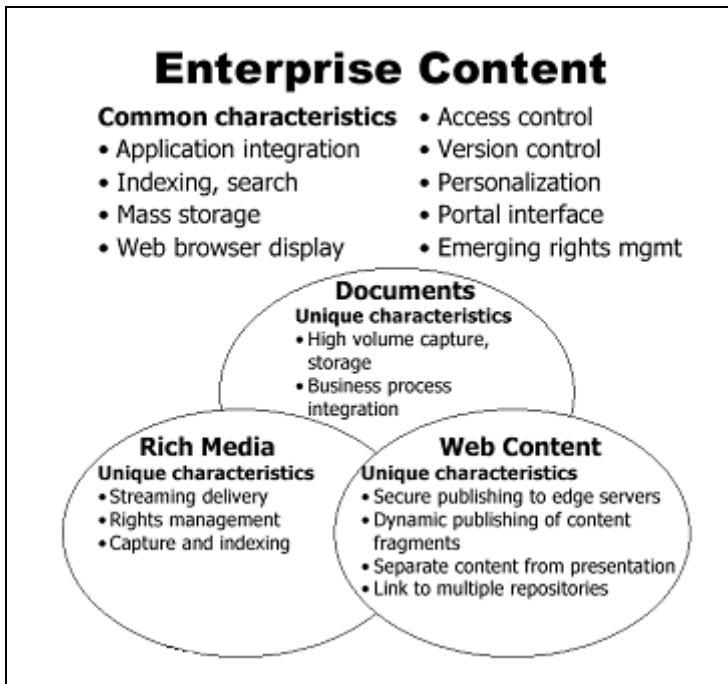 Enterprise Content
Common characteristics
• Application integration
• Indexing, search
• Mass storage
• Web browser display
• Access control
• Version control
• Personalization
• Portal interface
• Emerging rights mgmt
Documents
Unique characteristics
• High volume capture,
storage
• Business process
integration
Rich Media
Unique characteristics
• Streaming delivery
• Rights management
• Capture and indexing
Web Content
Unique characteristics
• Secure publishing to edge servers
• Dynamic publishing of content
fragments
• Separate content from presentation
• Link to multiple repositories